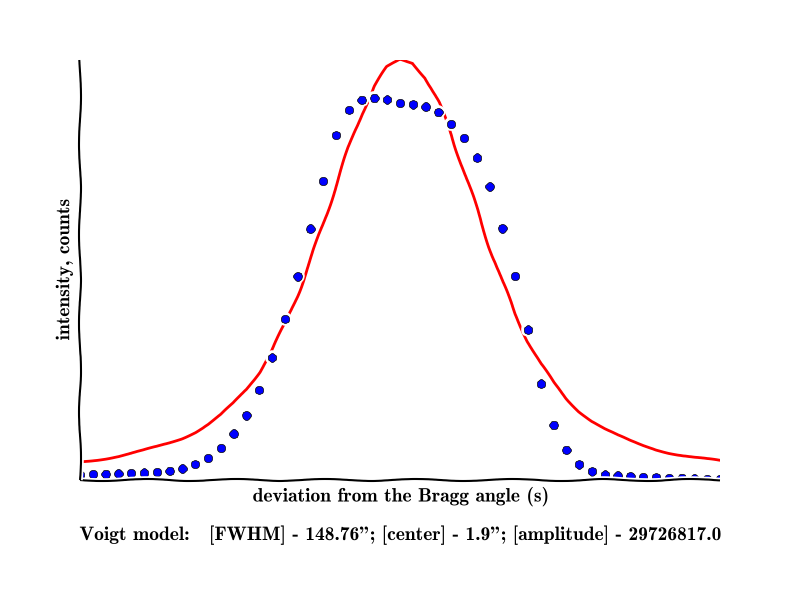 intensity, counts
deviation from the Bragg angle (s)
Voigt model: [FWHM] - 148.76”; [center] - 1.9”; [amplitude] - 29726817.0